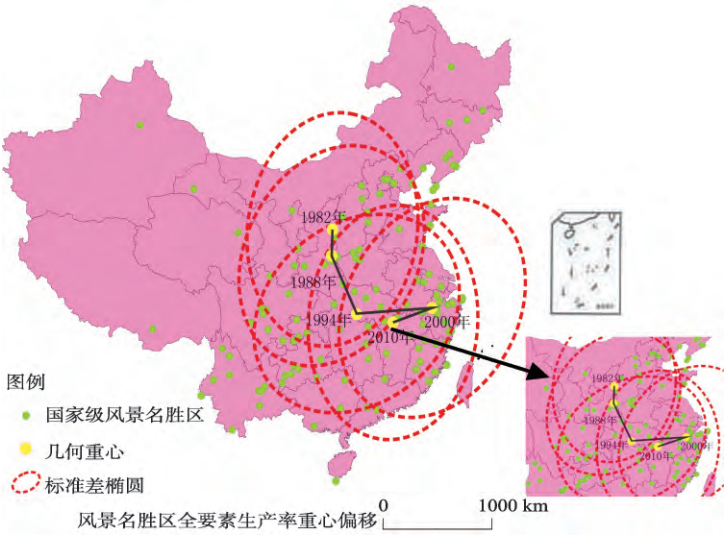 1982年
1988年
1994年
2000年
2010年
1982年
1988年
1994年
2000年
2010年
图例
国家级风景名胜区
几何重心
标准差椭圆
风景名胜区全要素生产率重心偏移
0 1000 km